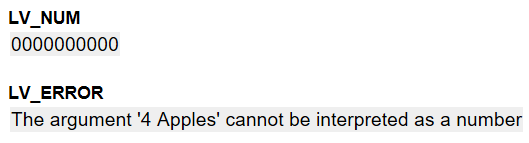 LV_NUM
0000000000
LV_ERROR
The argument '4 Apples' cannot be interpreted as a number